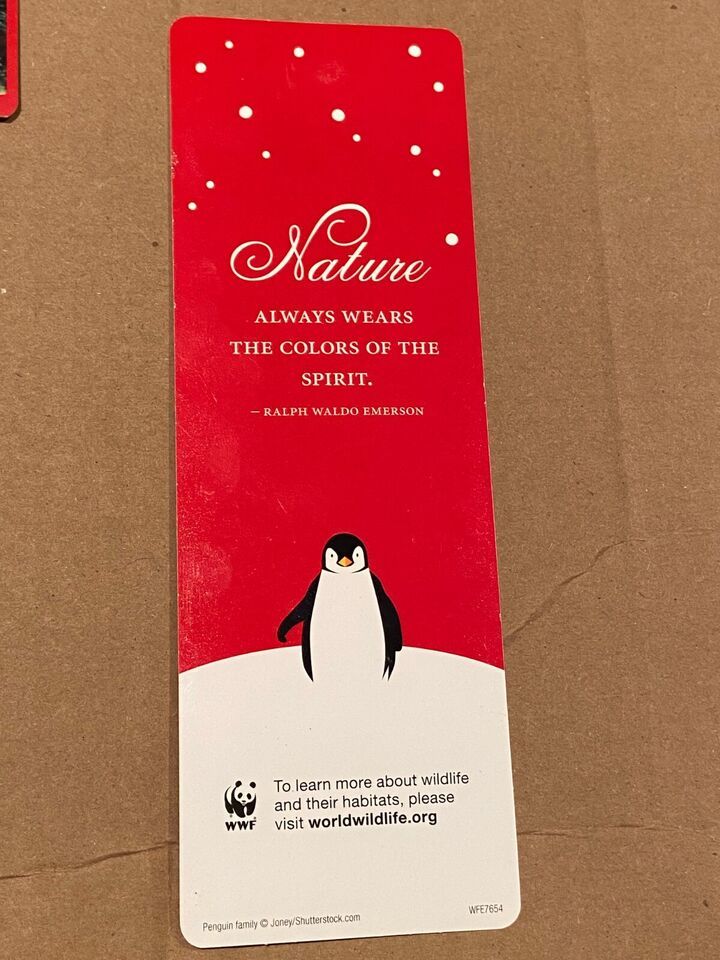 Nature
ALWAYS WEARS
THE COLORS OF THE
SPIRIT.
– RALPH WALDO EMERSON
To learn more about wildlife
and their habitats, please
visit worldwildlife.org
WWF
Penguin family © Joney/Shutterstock.com
WFE7654